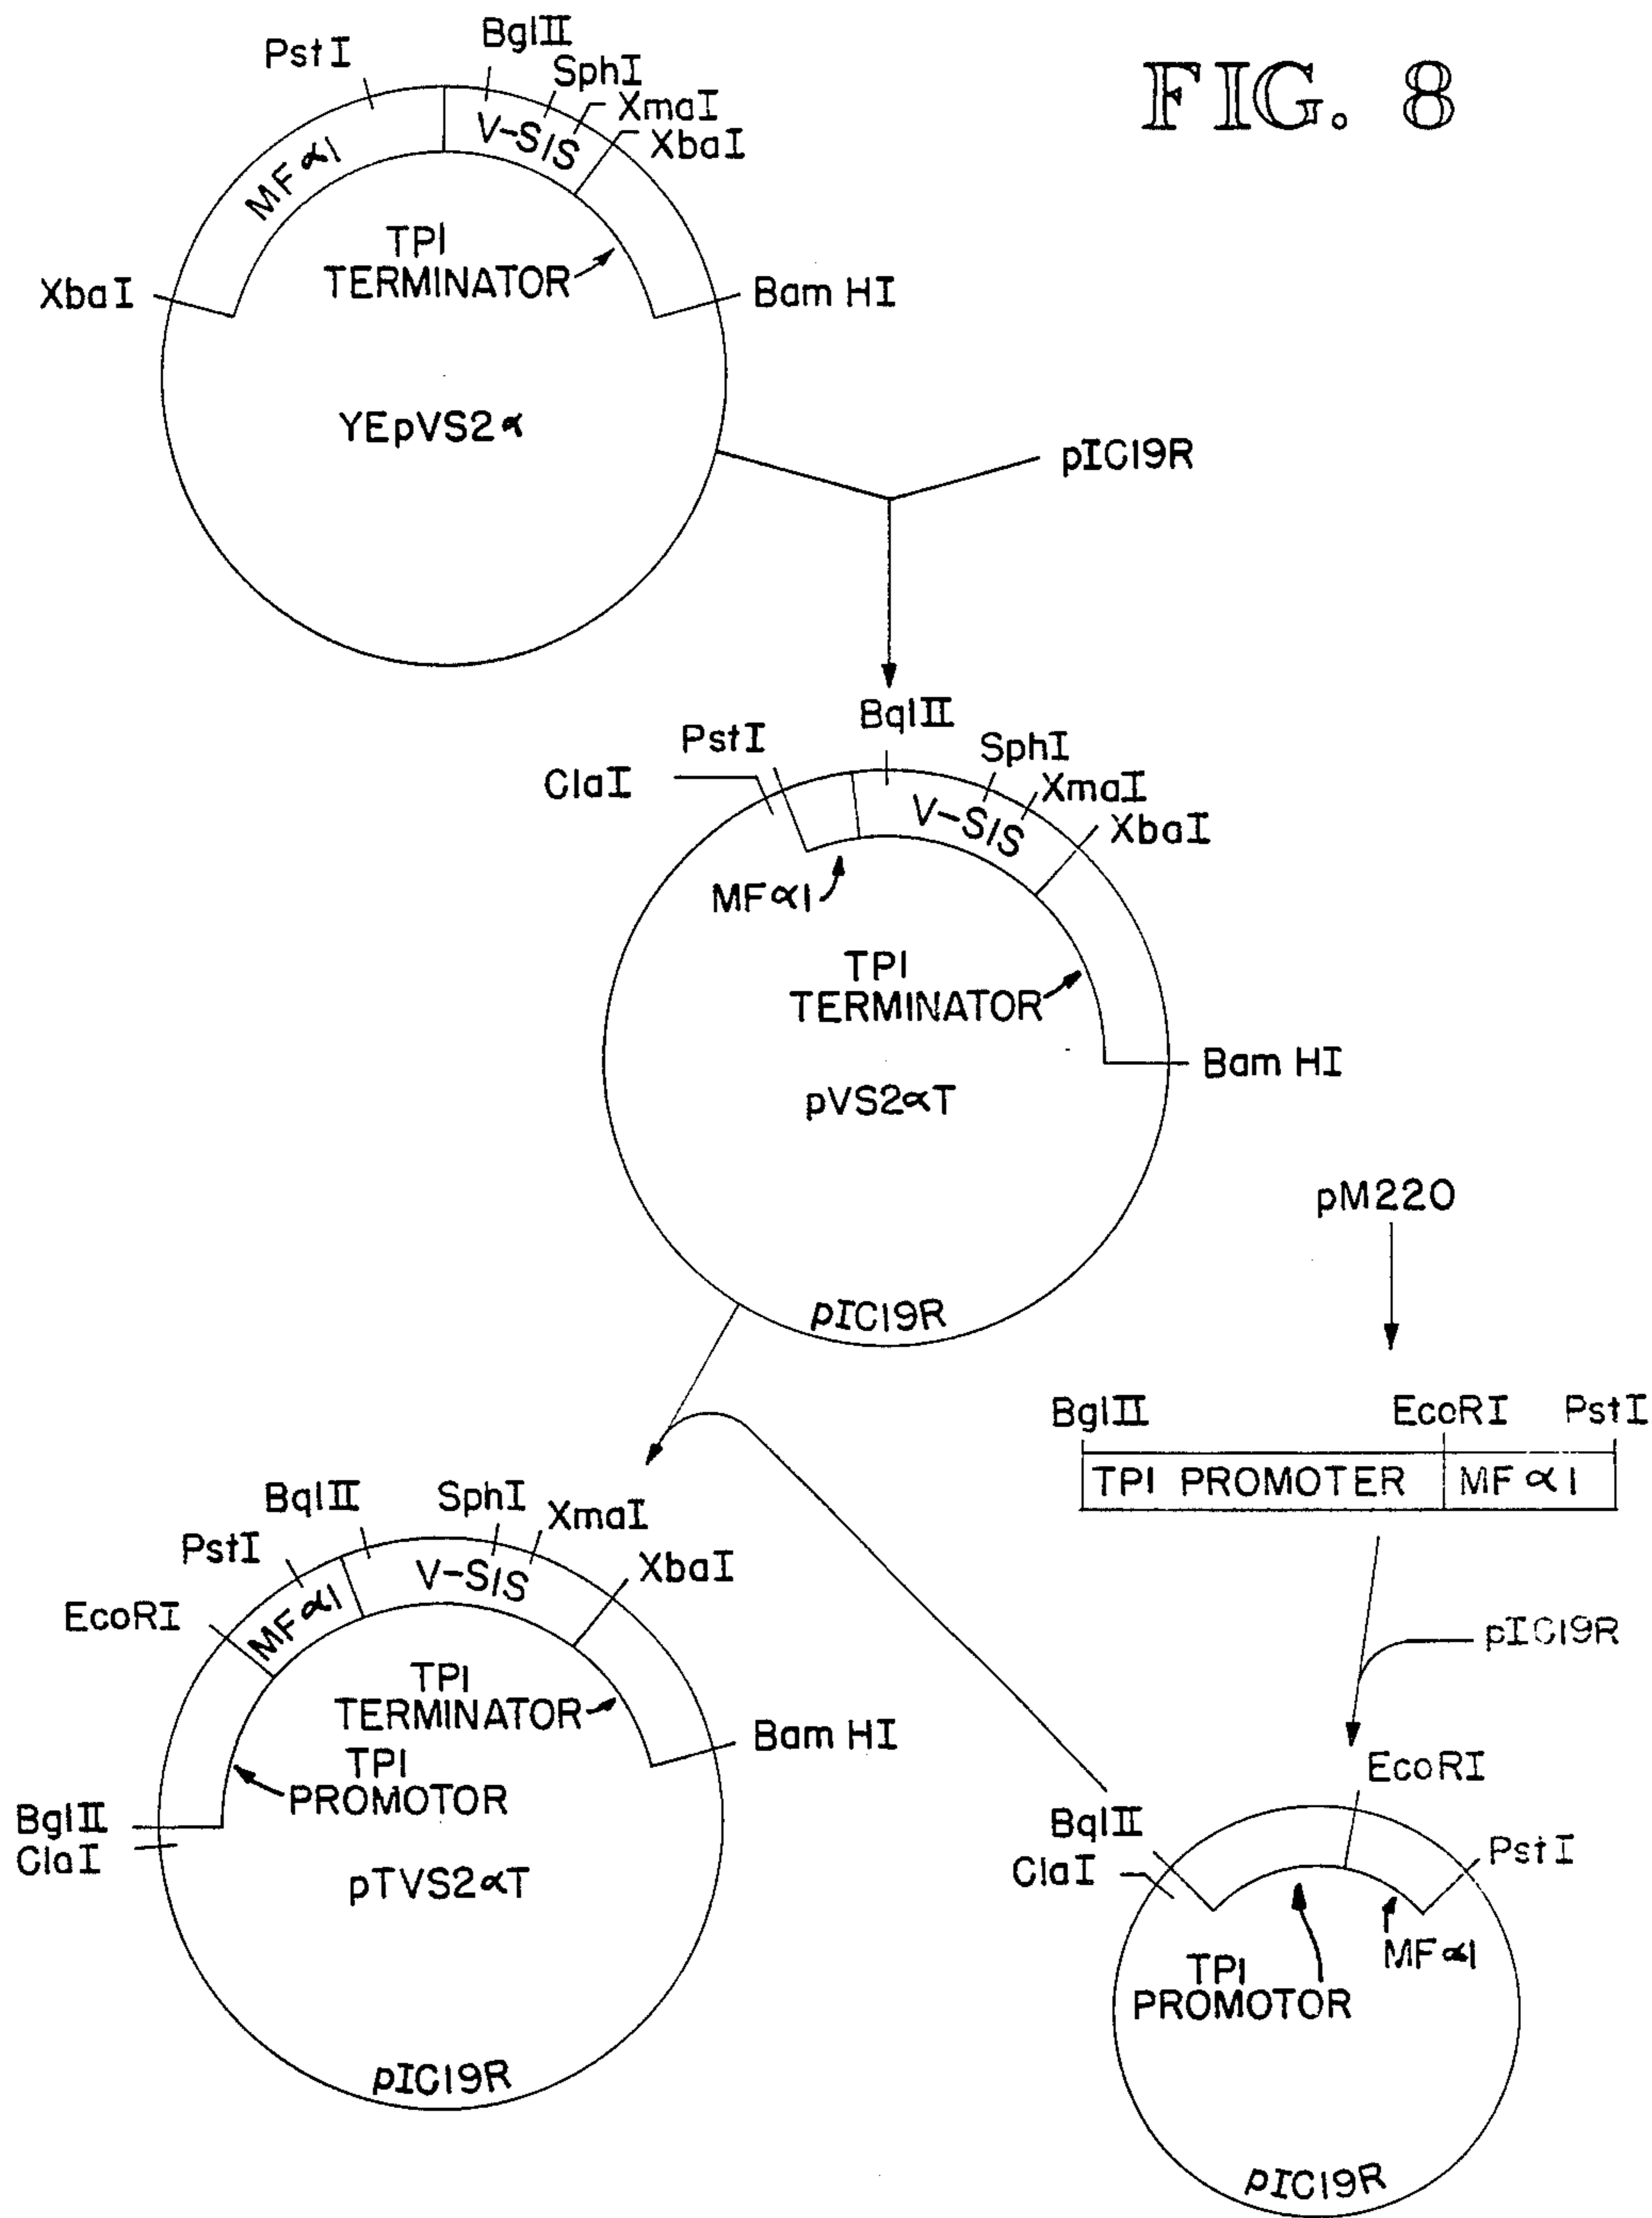 FIG. 8
BglII
PstI
SphI
XmaI
XbaI
V-SIS
MFα1
TPI
TERMINATOR
XbaI
Bam HI
YEpVS2α
pIC19R
BqlII
PstI
SphI
ClaI
XmaI
XbaI
V-SIS
MFα1
TPI
TERMINATOR
Bam HI
pVS2αT
pIC19R
pM220
BglII
EcoRI
PstI
TPI PROMOTER
MFα1
pIC19R
BqlII
SphI
XmaI
PstI
XbaI
V-SIS
EcoRI
MFα1
TPI
TERMINATOR
Bam HI
TPI
PROMOTOR
BglII
ClaI
pTVS2αT
pIC19R
EcoRI
BqlII
PstI
ClaI
MFα1
TPI
PROMOTOR
pIC19R